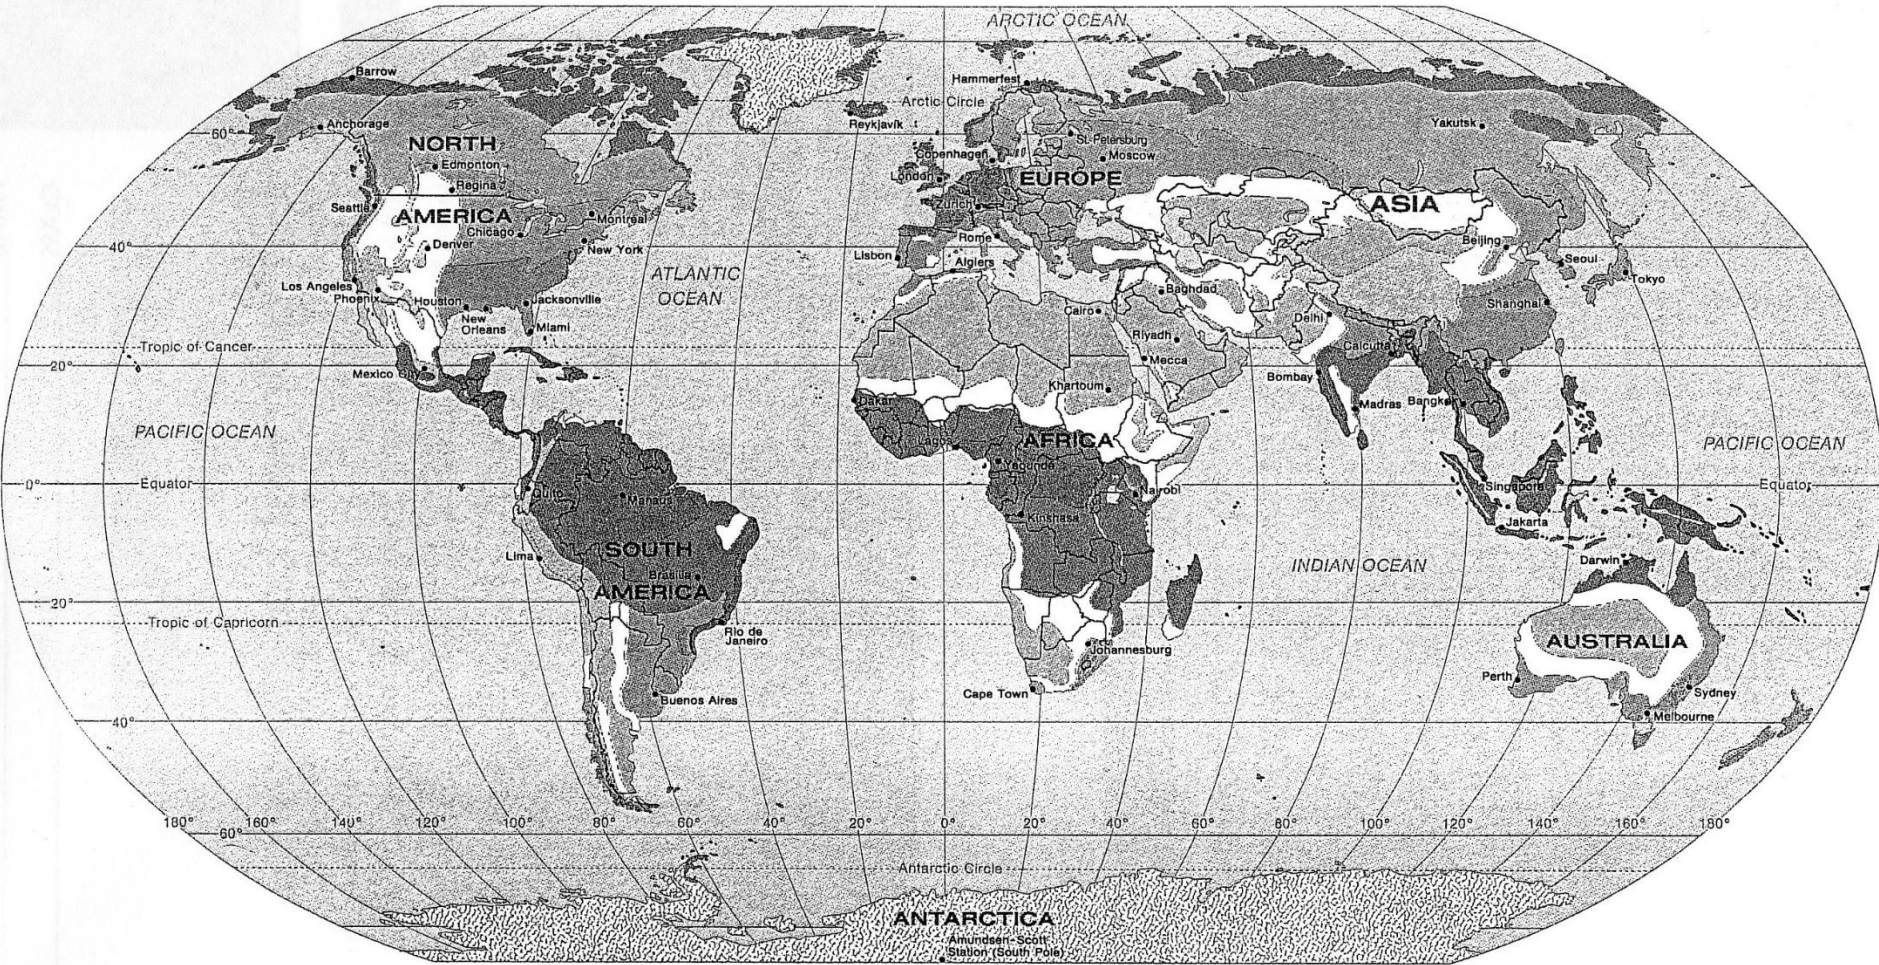 ARCTIC OCEAN
Barrow
Hammerfest
Arctic Circle
Reykjavík
Anchorage
60°
Yakutsk
St. Petersburg
NORTH
Copenhagen
Moscow
Edmonton
London
EUROPE
Regina
Zurich
ASIA
Seattle
AMERICA
Montreal
Chicago
Rome
Beijing
40°
Denver
New York
Lisbon
Algiers
Seoul
ATLANTIC
OCEAN
Tokyo
Los Angeles
Phoenix
Houston
Jacksonville
Baghdad
Shanghai
New
Orleans
Cairo
Delhi
Miami
Riyadh
Tropic of Cancer
Calcutta
Mecca
20°
Mexico City
Khartoum
Bombay
Dakar
Madras
Bangkok
PACIFIC OCEAN
Lagos
AFRICA
PACIFIC OCEAN
Yaoundé
0°
Equator
Quito
Manaus
Nairobi
Singapore
Equator
Kinshasa
Jakarta
SOUTH
Lima
INDIAN OCEAN
Darwin
Brasília
AMERICA
20°
Tropic of Capricorn
Rio de
Janeiro
AUSTRALIA
Johannesburg
Perth
Cape Town
Sydney
Buenos Aires
Melbourne
40°
180° 160° 140° 120° 100° 80° 60° 40° 20° 0° 20° 40° 60° 80° 100° 120° 140° 160° 180°
60°
Antarctic Circle
ANTARCTICA
Amundsen-Scott
Station (South Pole)